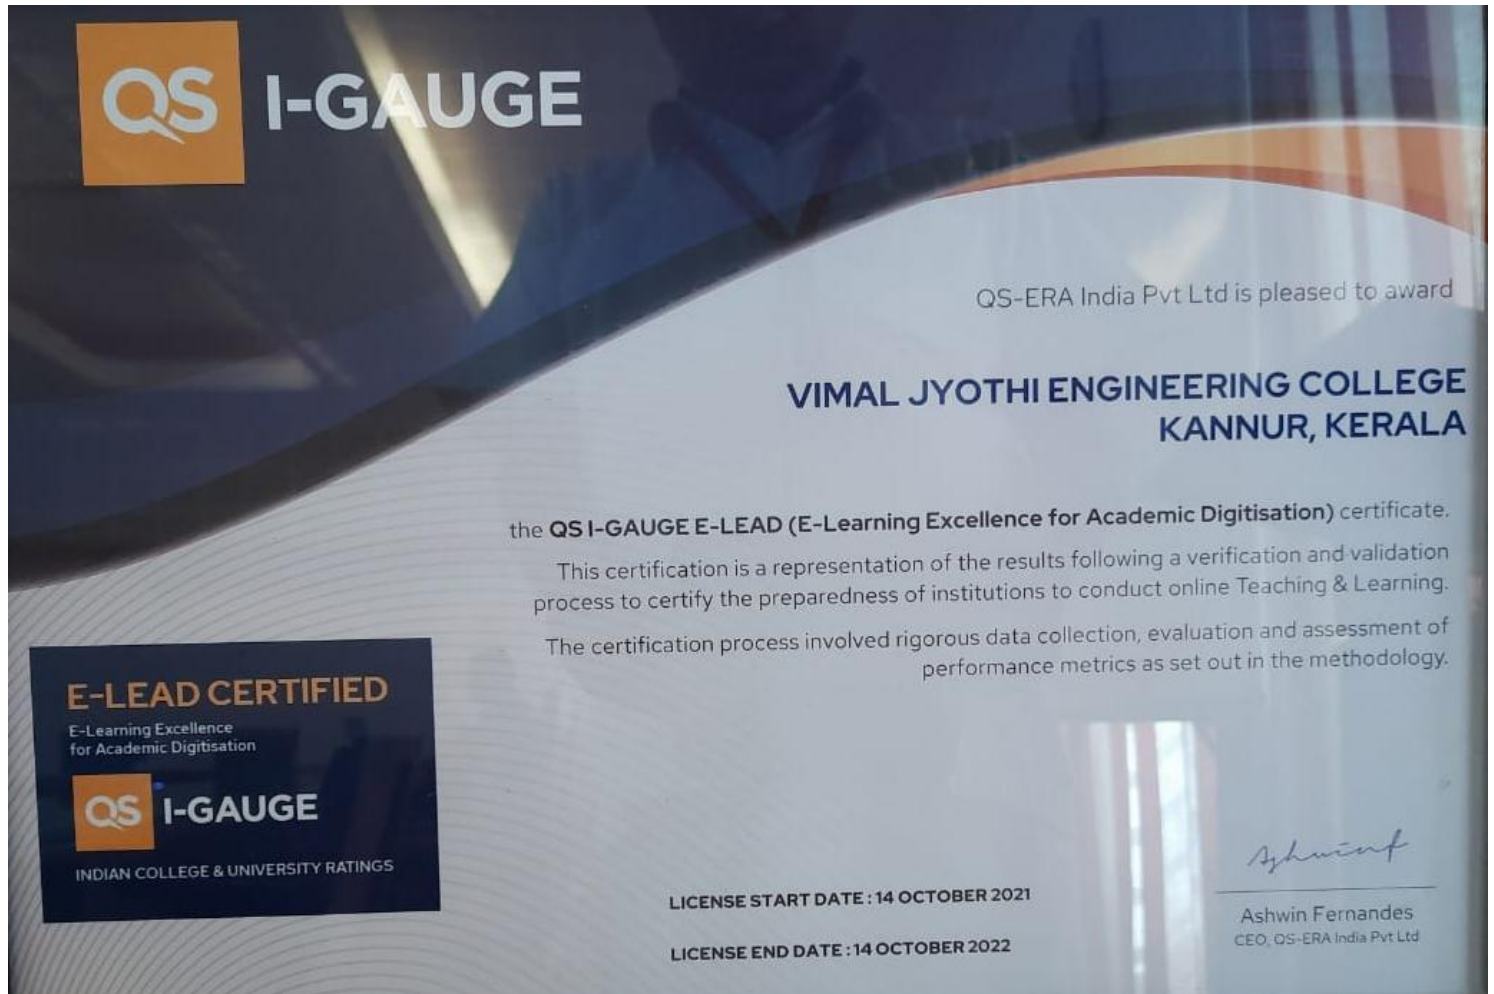 QS I-GAUGE
QS-ERA India Pvt Ltd is pleased to award
VIMAL JYOTHI ENGINEERING COLLEGE
KANNUR, KERALA
the QS I-GAUGE E-LEAD (E-Learning Excellence for Academic Digitisation) certificate.
This certification is a representation of the results following a verification and validation
process to certify the preparedness of institutions to conduct online Teaching & Learning.
The certification process involved rigorous data collection, evaluation and assessment of
performance metrics as set out in the methodology.
E-LEAD CERTIFIED
E-Learning Excellence
for Academic Digitisation
QS I-GAUGE
INDIAN COLLEGE & UNIVERSITY RATINGS
LICENSE START DATE : 14 OCTOBER 2021
LICENSE END DATE : 14 OCTOBER 2022
Ashwinf
Ashwin Fernandes
CEO, QS-ERA India Pvt Ltd